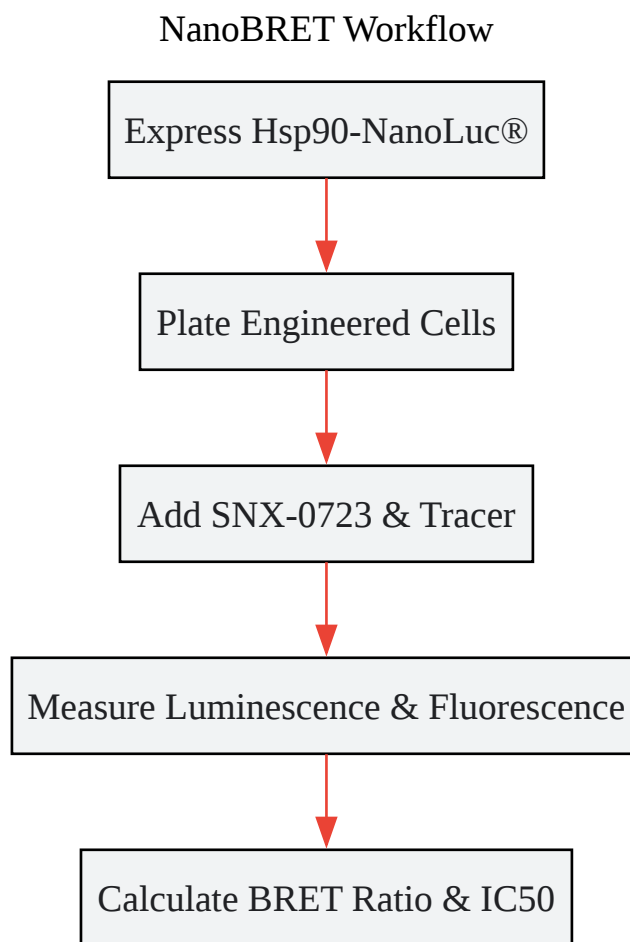 NanoBRET Workflow
Express Hsp90-NanoLuc®
Plate Engineered Cells
Add SNX-0723 & Tracer
Measure Luminescence & Fluorescence
Calculate BRET Ratio & IC50